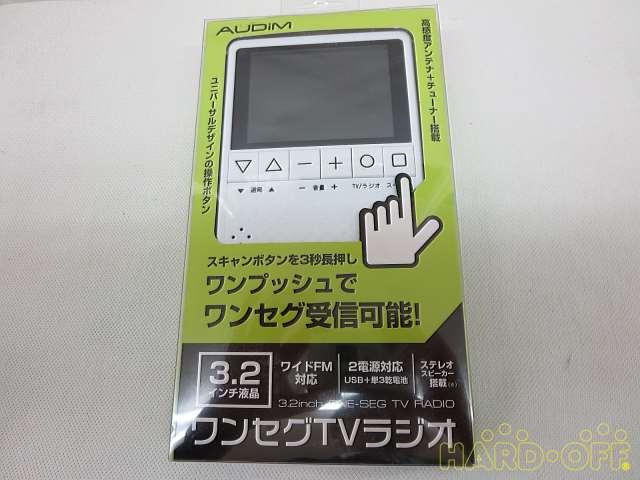 AUDiM
高感度アンテナ+チューナー搭載
ユニバーサルデザインの操作ボタン
▼ 選局 ▲ − 音量 + TV/ラジオ
スキャンボタンを3秒長押し
ワンプッシュで
ワンセグ受信可能!
3.2
インチ液晶
ワイドFM
対応
2電源対応
USB+単3乾電池
ステレオ
スピーカー
搭載(※)
3.2inch ONE-SEG TV RADIO
ワンセグTVラジオ
HARD-OFF